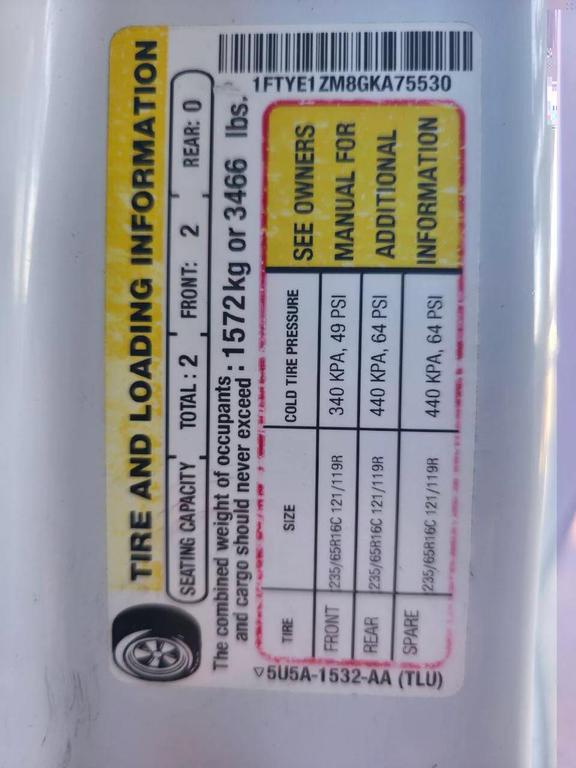 TIRE AND LOADING INFORMATION
SEATING CAPACITY TOTAL : 2 FRONT: 2 REAR: 0
The combined weight of occupants
and cargo should never exceed : 1572kg or 3466 lbs.
TIRE SIZE COLD TIRE PRESSURE
FRONT 235/65R16C 121/119R 340 KPA, 49 PSI
REAR 235/65R16C 121/119R 440 KPA, 64 PSI
SPARE 235/65R16C 121/119R 440 KPA, 64 PSI
SEE OWNERS
MANUAL FOR
ADDITIONAL
INFORMATION
1FTYE1ZM8GKA75530
▽5U5A-1532-AA (TLU)